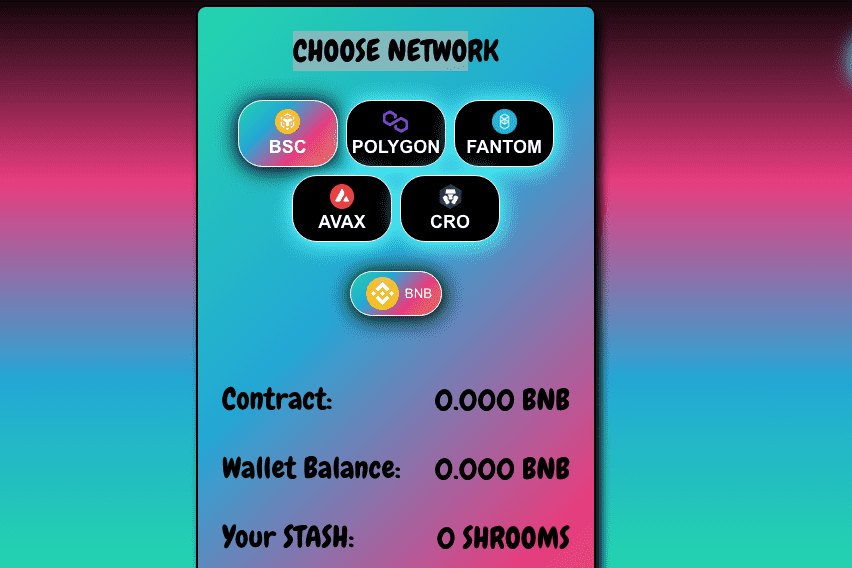 CHOOSE NETWORK
BSC POLYGON FANTOM
AVAX CRO
BNB
Contract: 0.000 BNB
Wallet Balance: 0.000 BNB
Your STASH: 0 SHROOMS